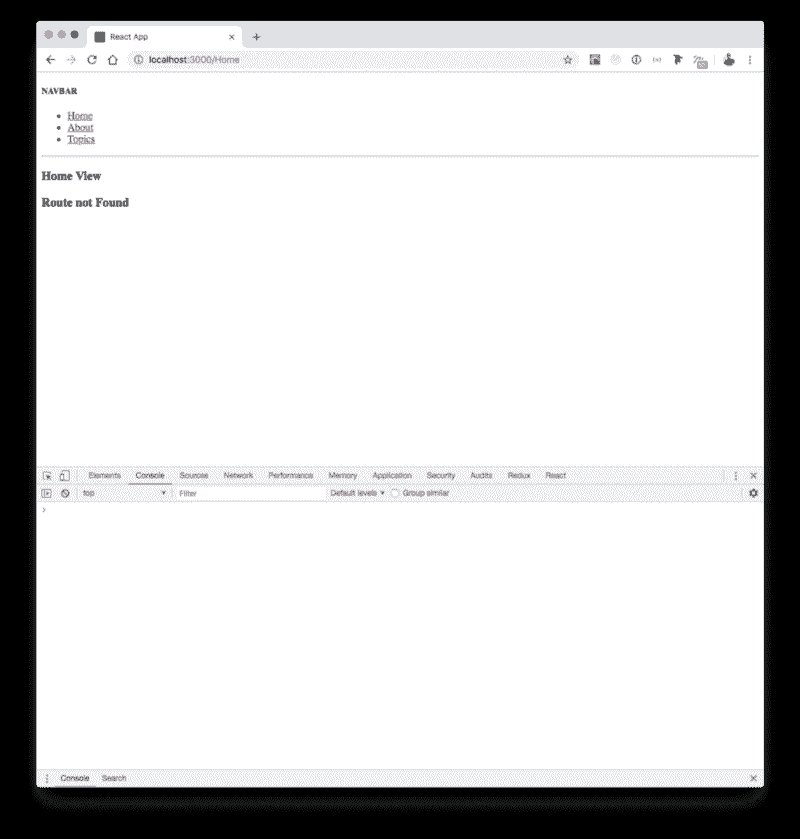 React App
localhost:3000/Home
NAVBAR
Home
About
Topics
Home View
Route not Found
Elements Console Sources Network Performance Memory Application Security Audits Redux React
top Filter Default levels Group similar
Console Search